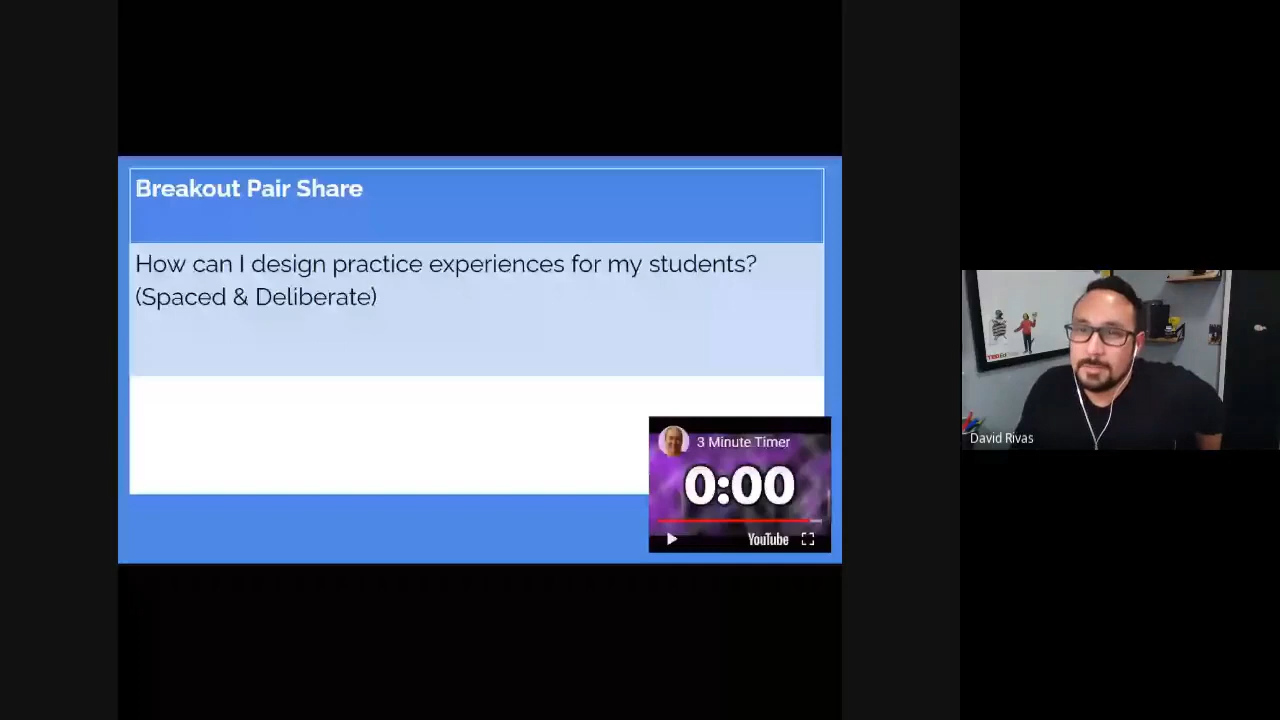 Breakout Pair Share
How can I design practice experiences for my students?
(Spaced & Deliberate)
3 Minute Timer
0:00
YouTube
TEDEd
David Rivas